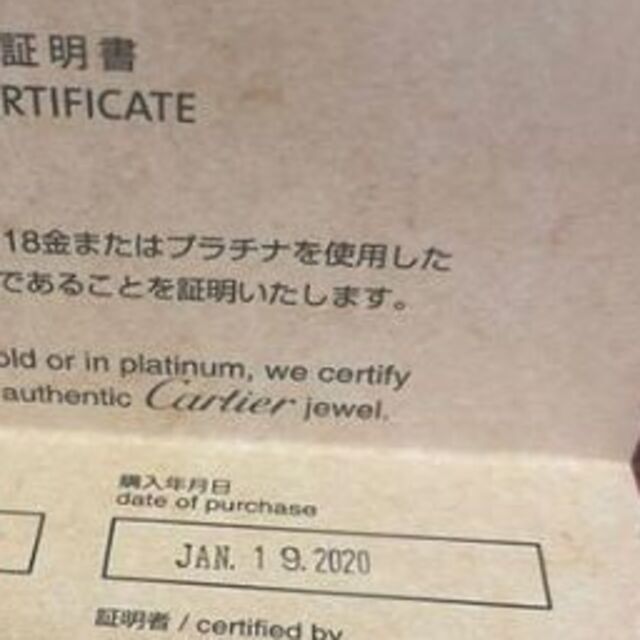 証明書
RTIFICATE
18金またはプラチナを使用した
であることを証明いたします。
old or in platinum, we certify
authentic Cartier jewel.
購入年月日
date of purchase
JAN. 19.2020
証明者 / certified by